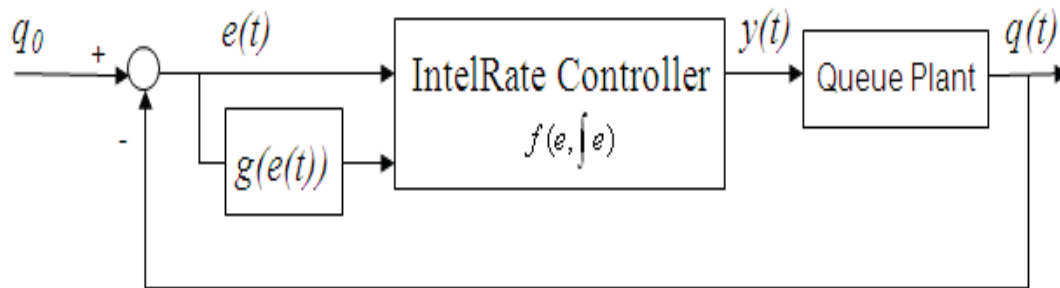 q₀
+
-
e(t)
g(e(t))
IntelRate Controller
f(e, ∫ e)
y(t)
Queue Plant
q(t)